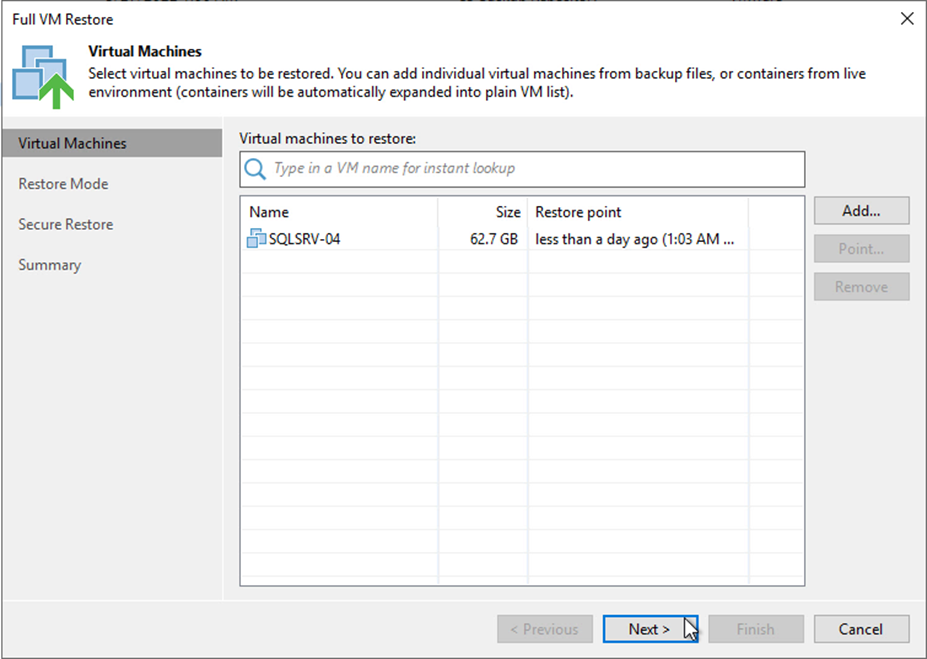 Full VM Restore
Virtual Machines
Select virtual machines to be restored. You can add individual virtual machines from backup files, or containers from live
environment (containers will be automatically expanded into plain VM list).
Virtual Machines
Restore Mode
Secure Restore
Summary
Virtual machines to restore:
Type in a VM name for instant lookup
Name Size Restore point
SQLSRV-04 62.7 GB less than a day ago (1:03 AM ...
Add...
Point...
Remove
< Previous Next > Finish Cancel